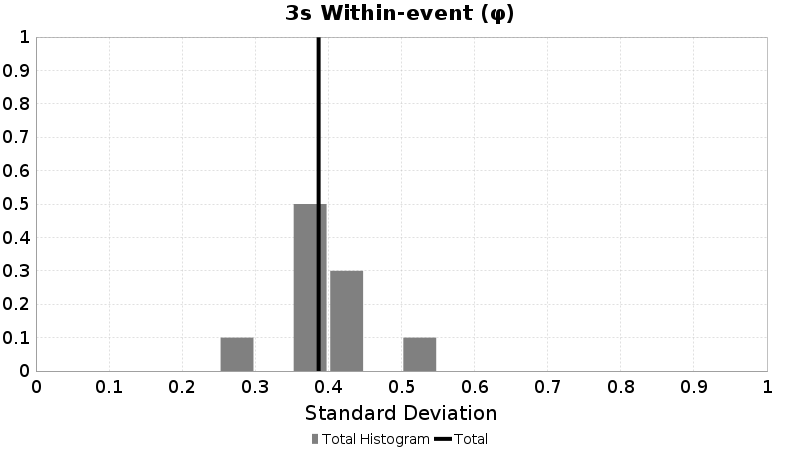 3s Within-event (φ)
1
0.9
0.8
0.7
0.6
0.5
0.4
0.3
0.2
0.1
0
0 0.1 0.2 0.3 0.4 0.5 0.6 0.7 0.8 0.9 1
Standard Deviation
Total Histogram Total